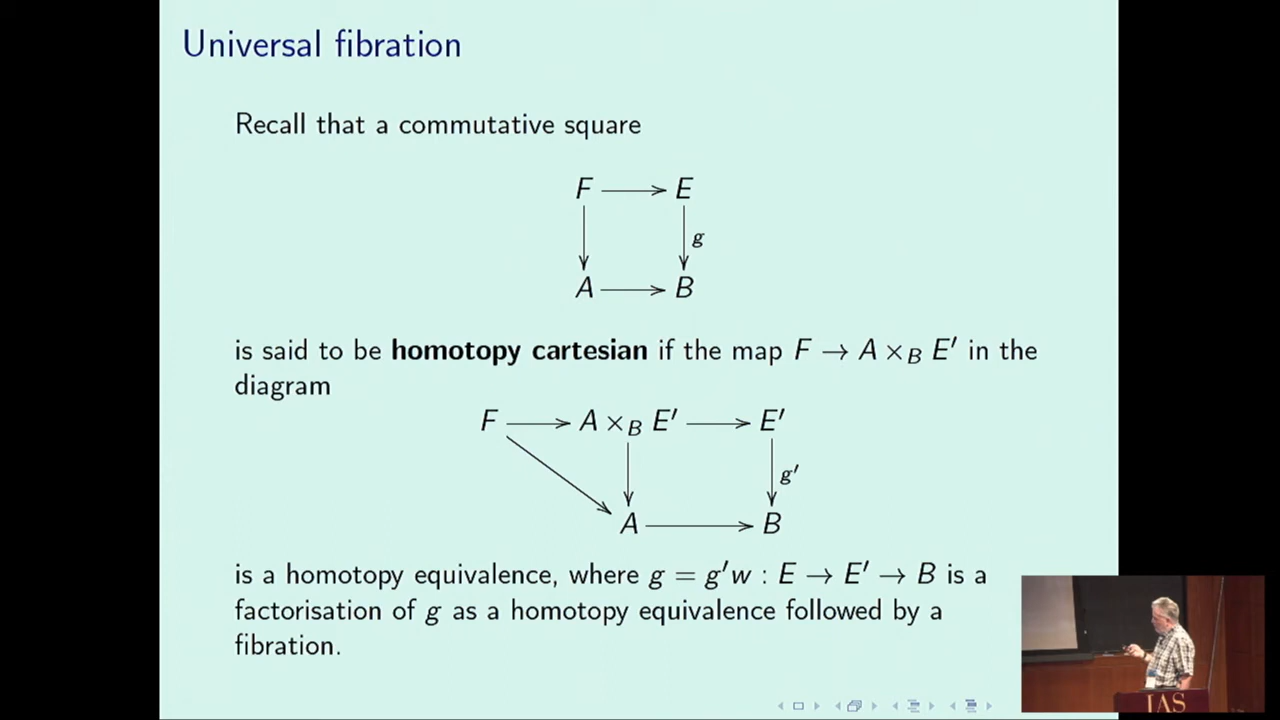 Universal fibration
Recall that a commutative square
F E
g
A B
is said to be homotopy cartesian if the map F → A ×_B E′ in the
diagram
F A ×_B E′ E′
g′
A B
is a homotopy equivalence, where g = g′w : E → E′ → B is a
factorisation of g as a homotopy equivalence followed by a
fibration.
IAS